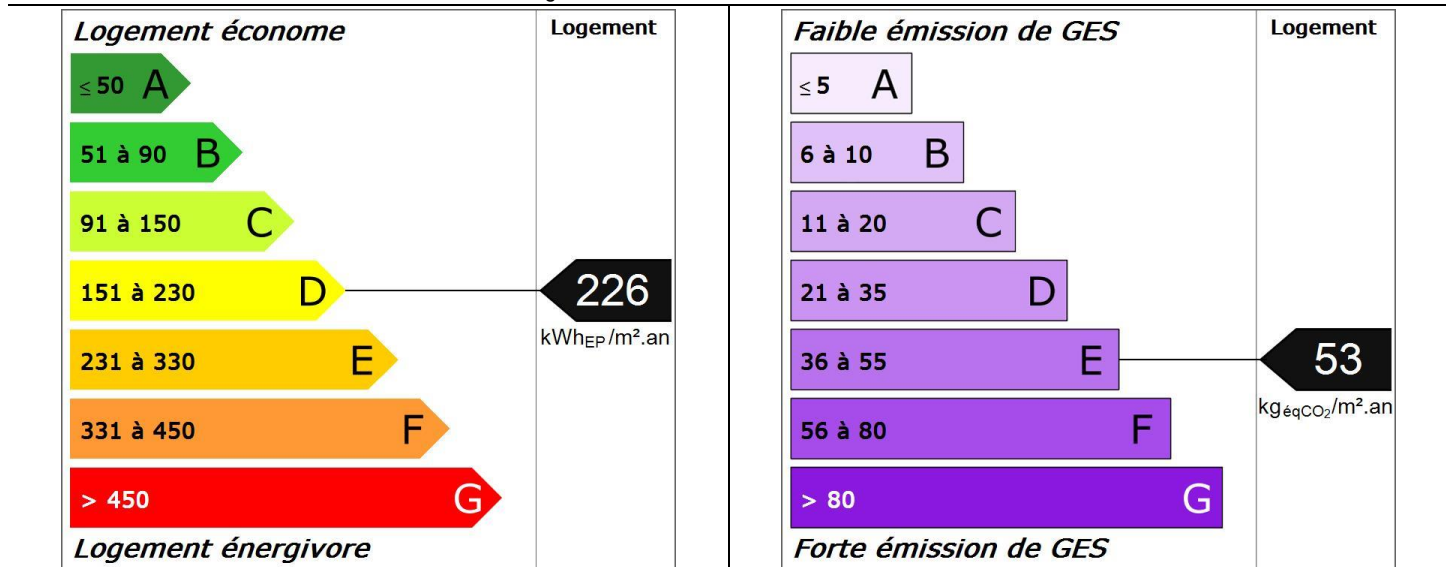 Logement économe Logement
≤ 50 A
51 à 90 B
91 à 150 C
151 à 230 D 226
kWhEP/m².an
231 à 330 E
331 à 450 F
> 450 G
Logement énergivore
Faible émission de GES Logement
≤ 5 A
6 à 10 B
11 à 20 C
21 à 35 D
36 à 55 E 53
kgéqCO2/m².an
56 à 80 F
> 80 G
Forte émission de GES